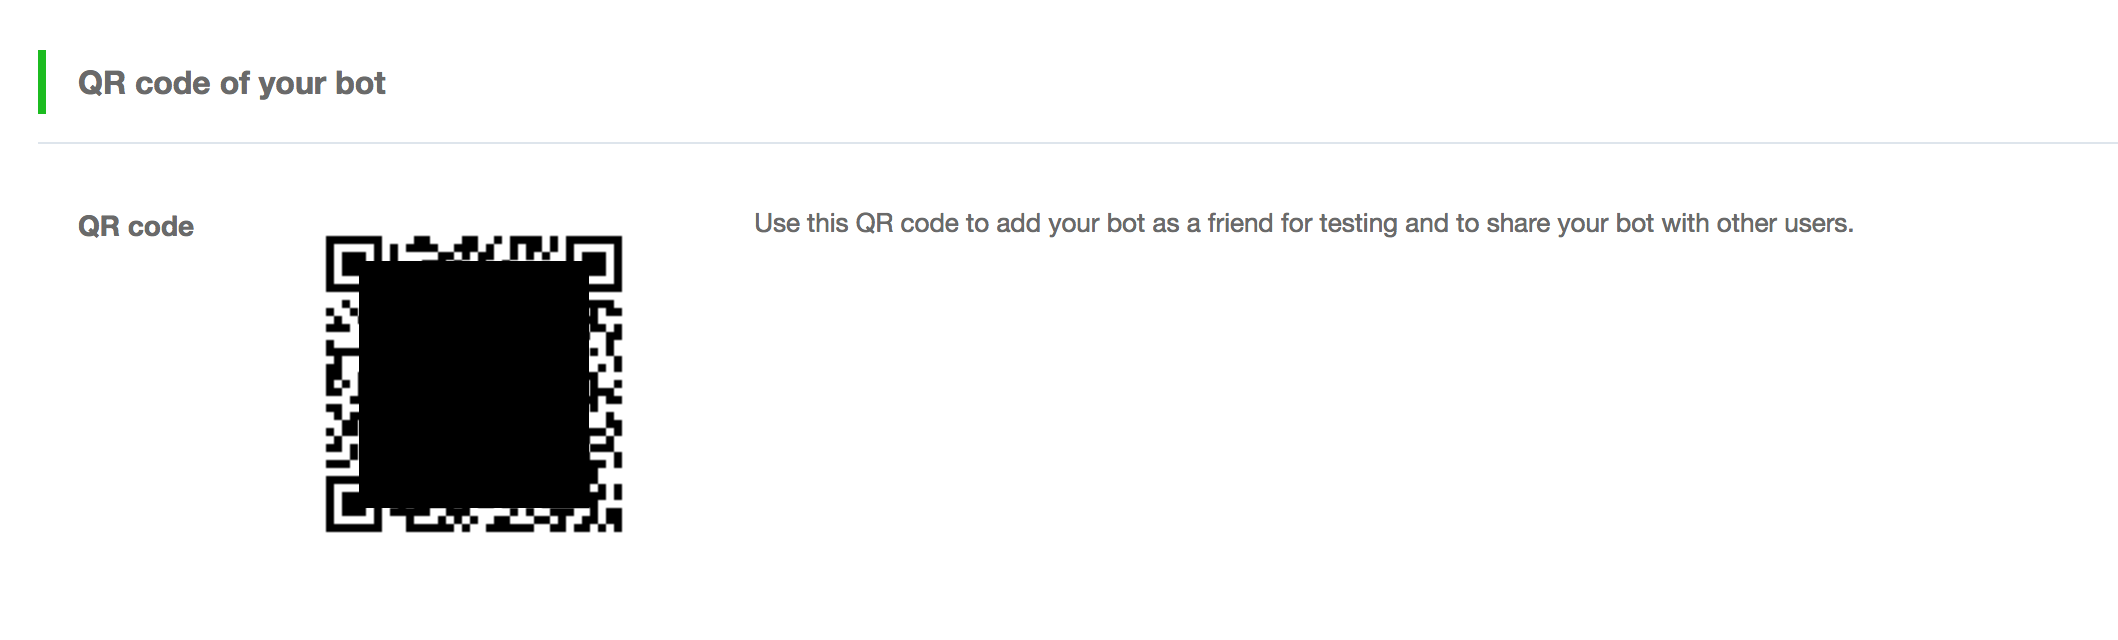 QR code of your bot
QR code
Use this QR code to add your bot as a friend for testing and to share your bot with other users.